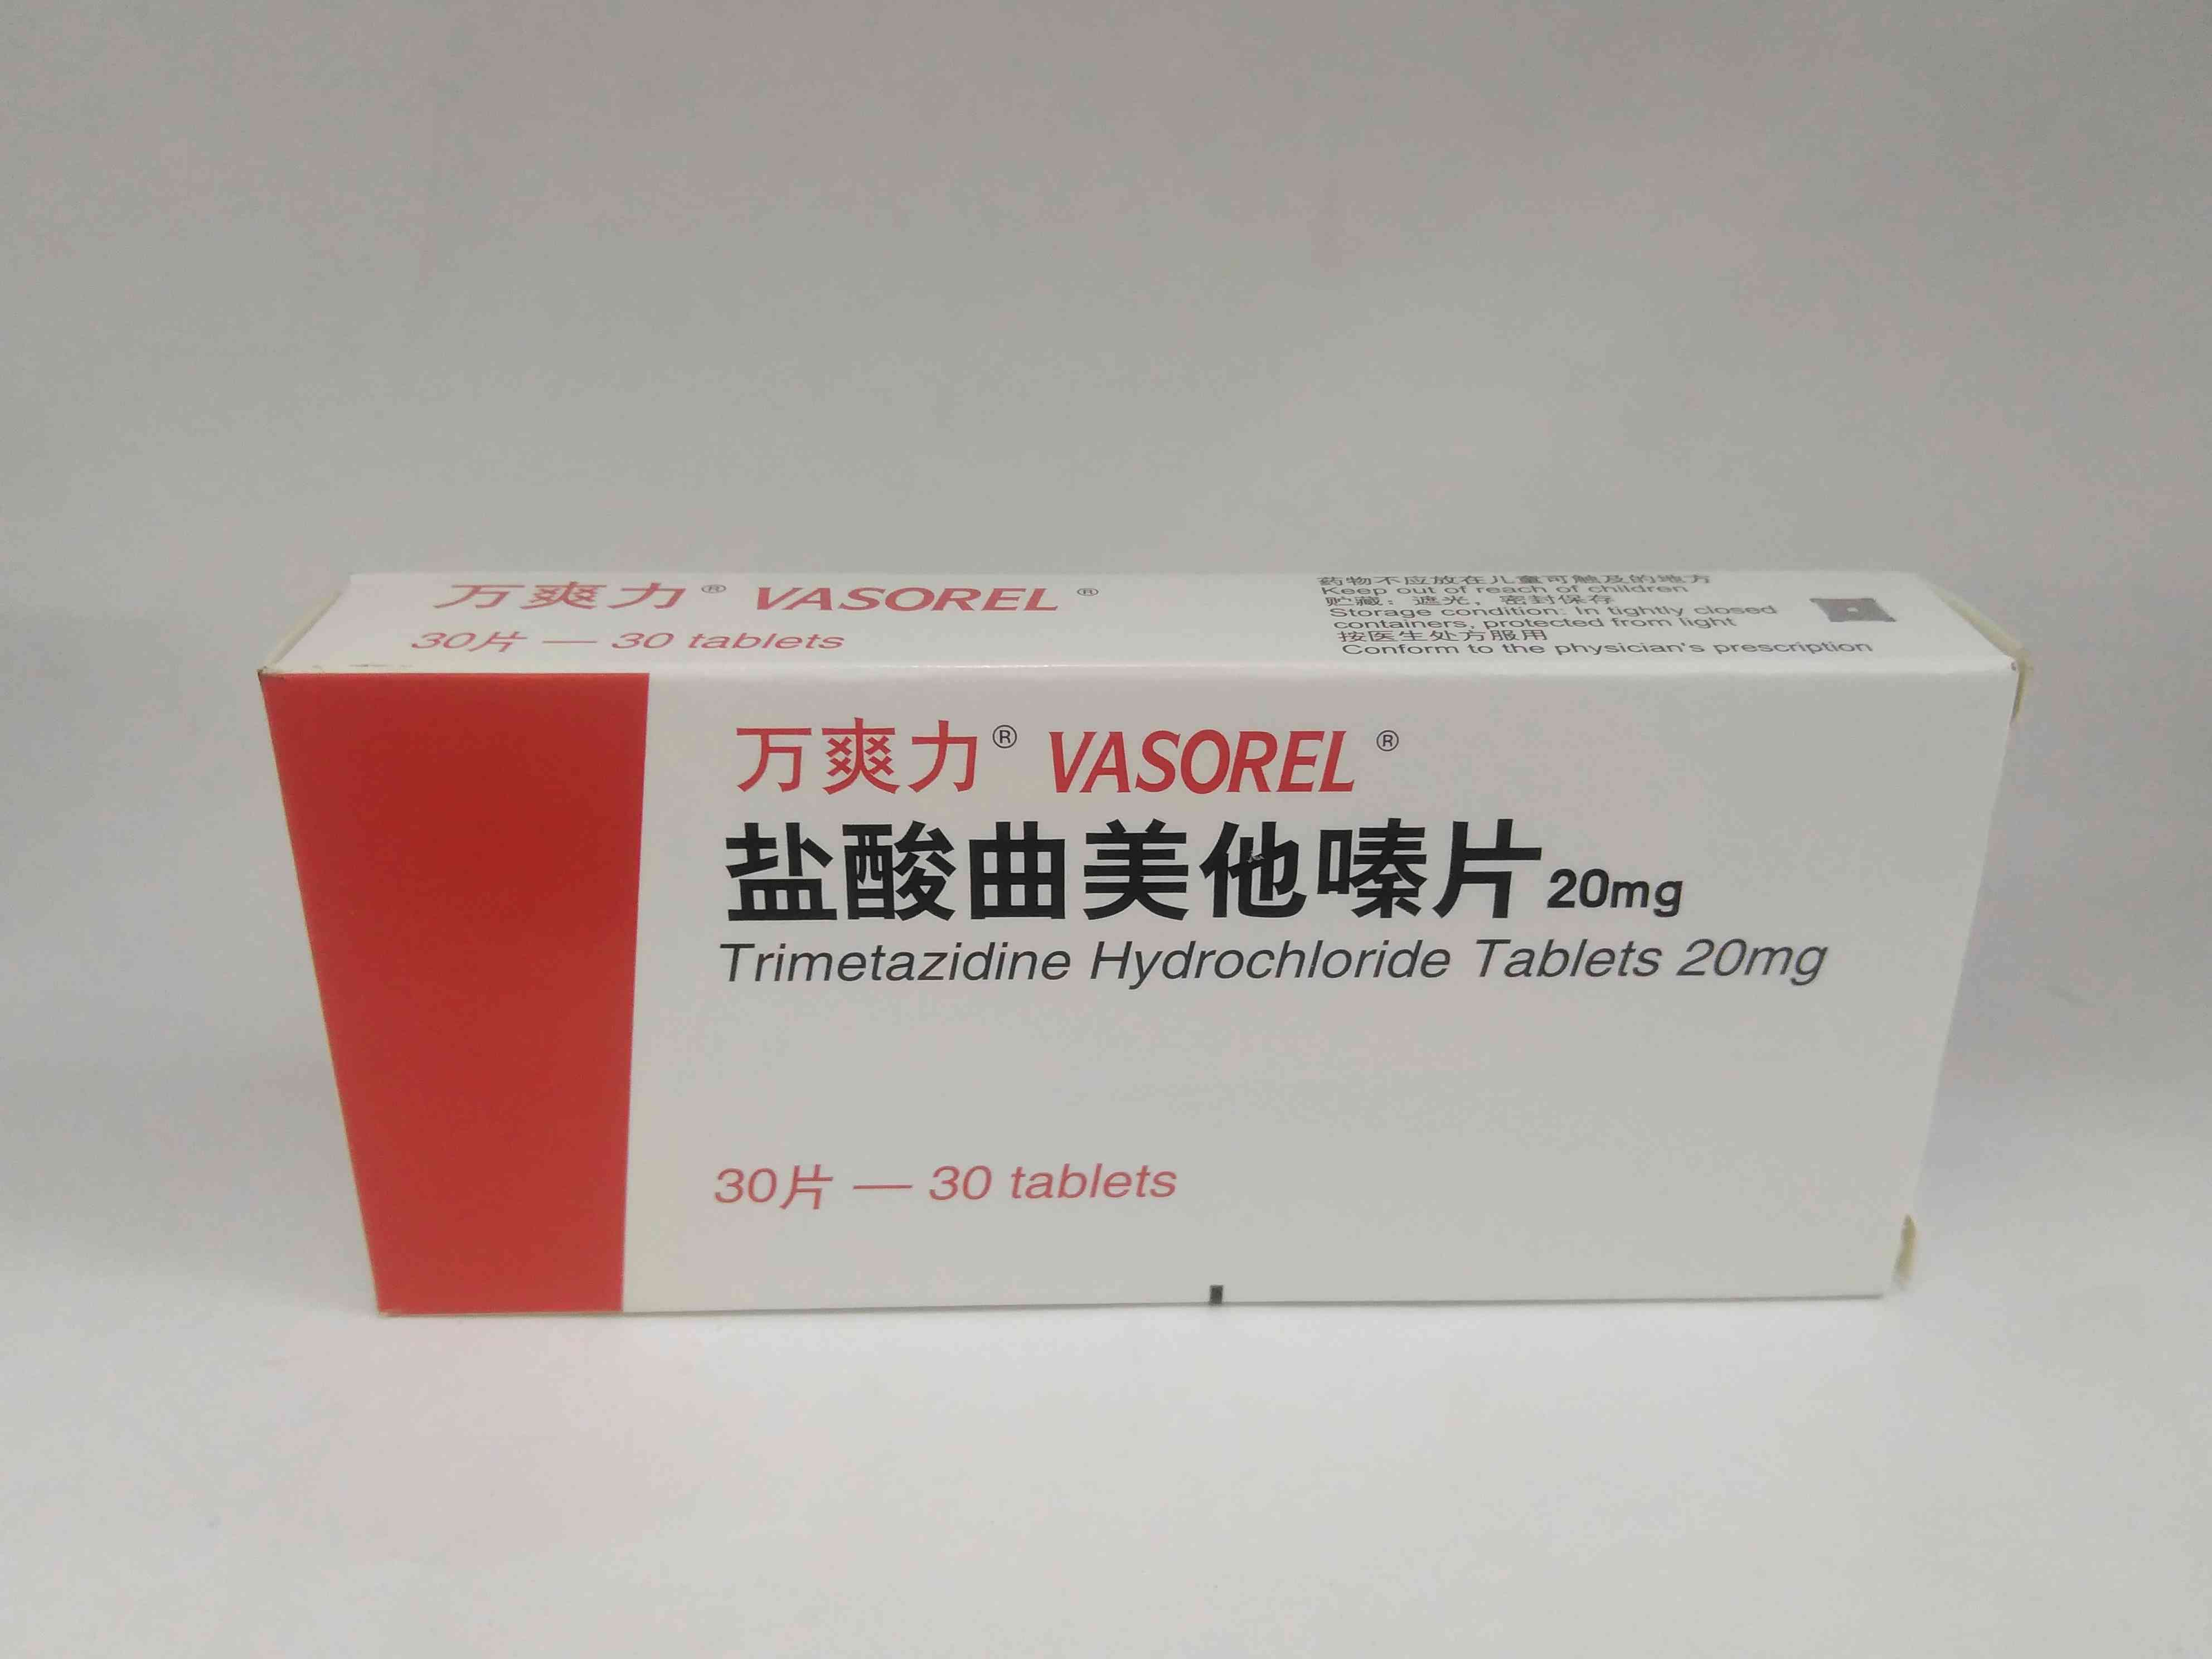 万爽力® VASOREL ®
30片 — 30 tablets
药物不应放在儿童可触及的地方
Keep out of reach of children
贮藏：遮光，密封保存
Storage condition: In tightly closed
containers, protected from light
按医生处方服用
Conform to the physician's prescription
万爽力® VASOREL ®
盐酸曲美他嗪片20mg
Trimetazidine Hydrochloride Tablets 20mg
30片 — 30 tablets